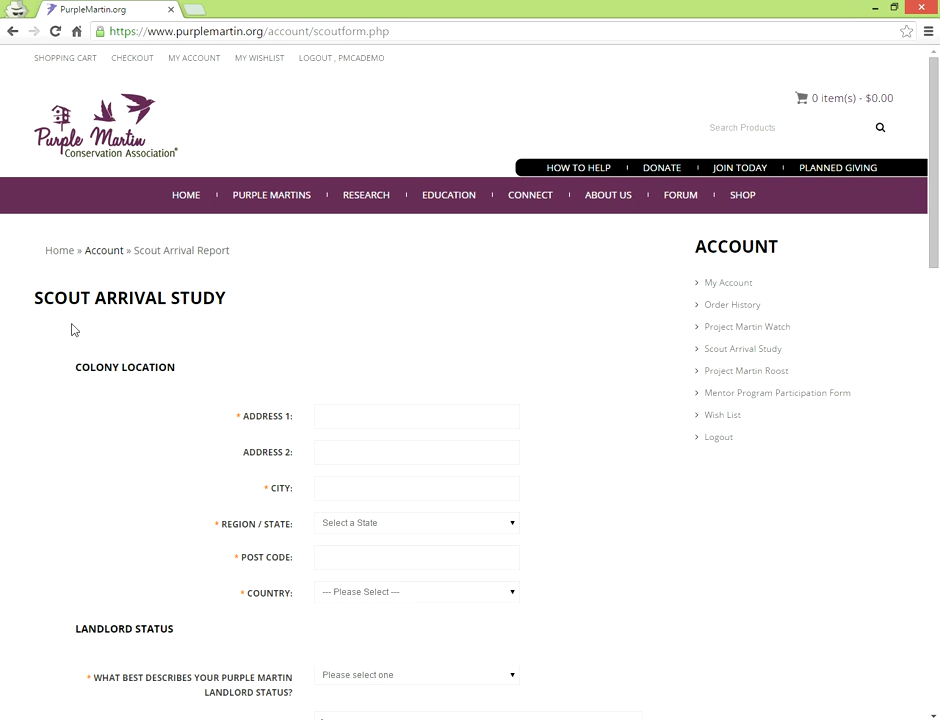 PurpleMartin.org
https://www.purplemartin.org/account/scoutform.php
SHOPPING CART CHECKOUT MY ACCOUNT MY WISHLIST LOGOUT , PMCADEMO
0 item(s) - $0.00
Search Products
Purple Martin
Conservation Association®
HOW TO HELP DONATE JOIN TODAY PLANNED GIVING
HOME PURPLE MARTINS RESEARCH EDUCATION CONNECT ABOUT US FORUM SHOP
Home » Account » Scout Arrival Report
SCOUT ARRIVAL STUDY
COLONY LOCATION
* ADDRESS 1:
ADDRESS 2:
* CITY:
* REGION / STATE: Select a State
* POST CODE:
* COUNTRY: --- Please Select ---
LANDLORD STATUS
* WHAT BEST DESCRIBES YOUR PURPLE MARTIN
LANDLORD STATUS?
Please select one
ACCOUNT
My Account
Order History
Project Martin Watch
Scout Arrival Study
Project Martin Roost
Mentor Program Participation Form
Wish List
Logout